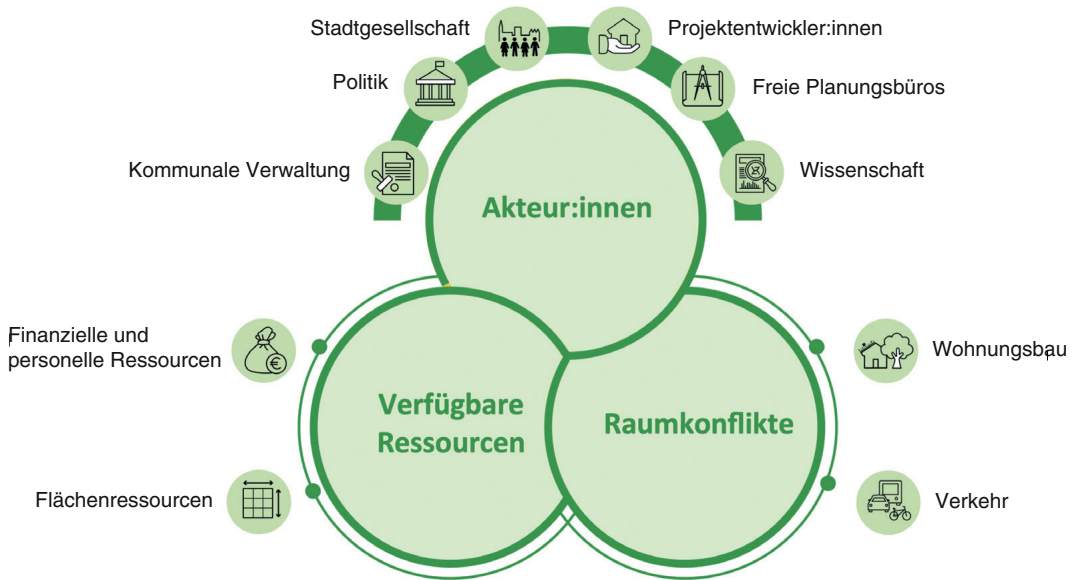 Stadtgesellschaft
Projektentwickler:innen
Politik
Freie Planungsbüros
Kommunale Verwaltung
Wissenschaft
Akteur:innen
Finanzielle und
personelle Ressourcen
Wohnungsbau
Verfügbare
Ressourcen
Raumkonflikte
Flächenressourcen
Verkehr